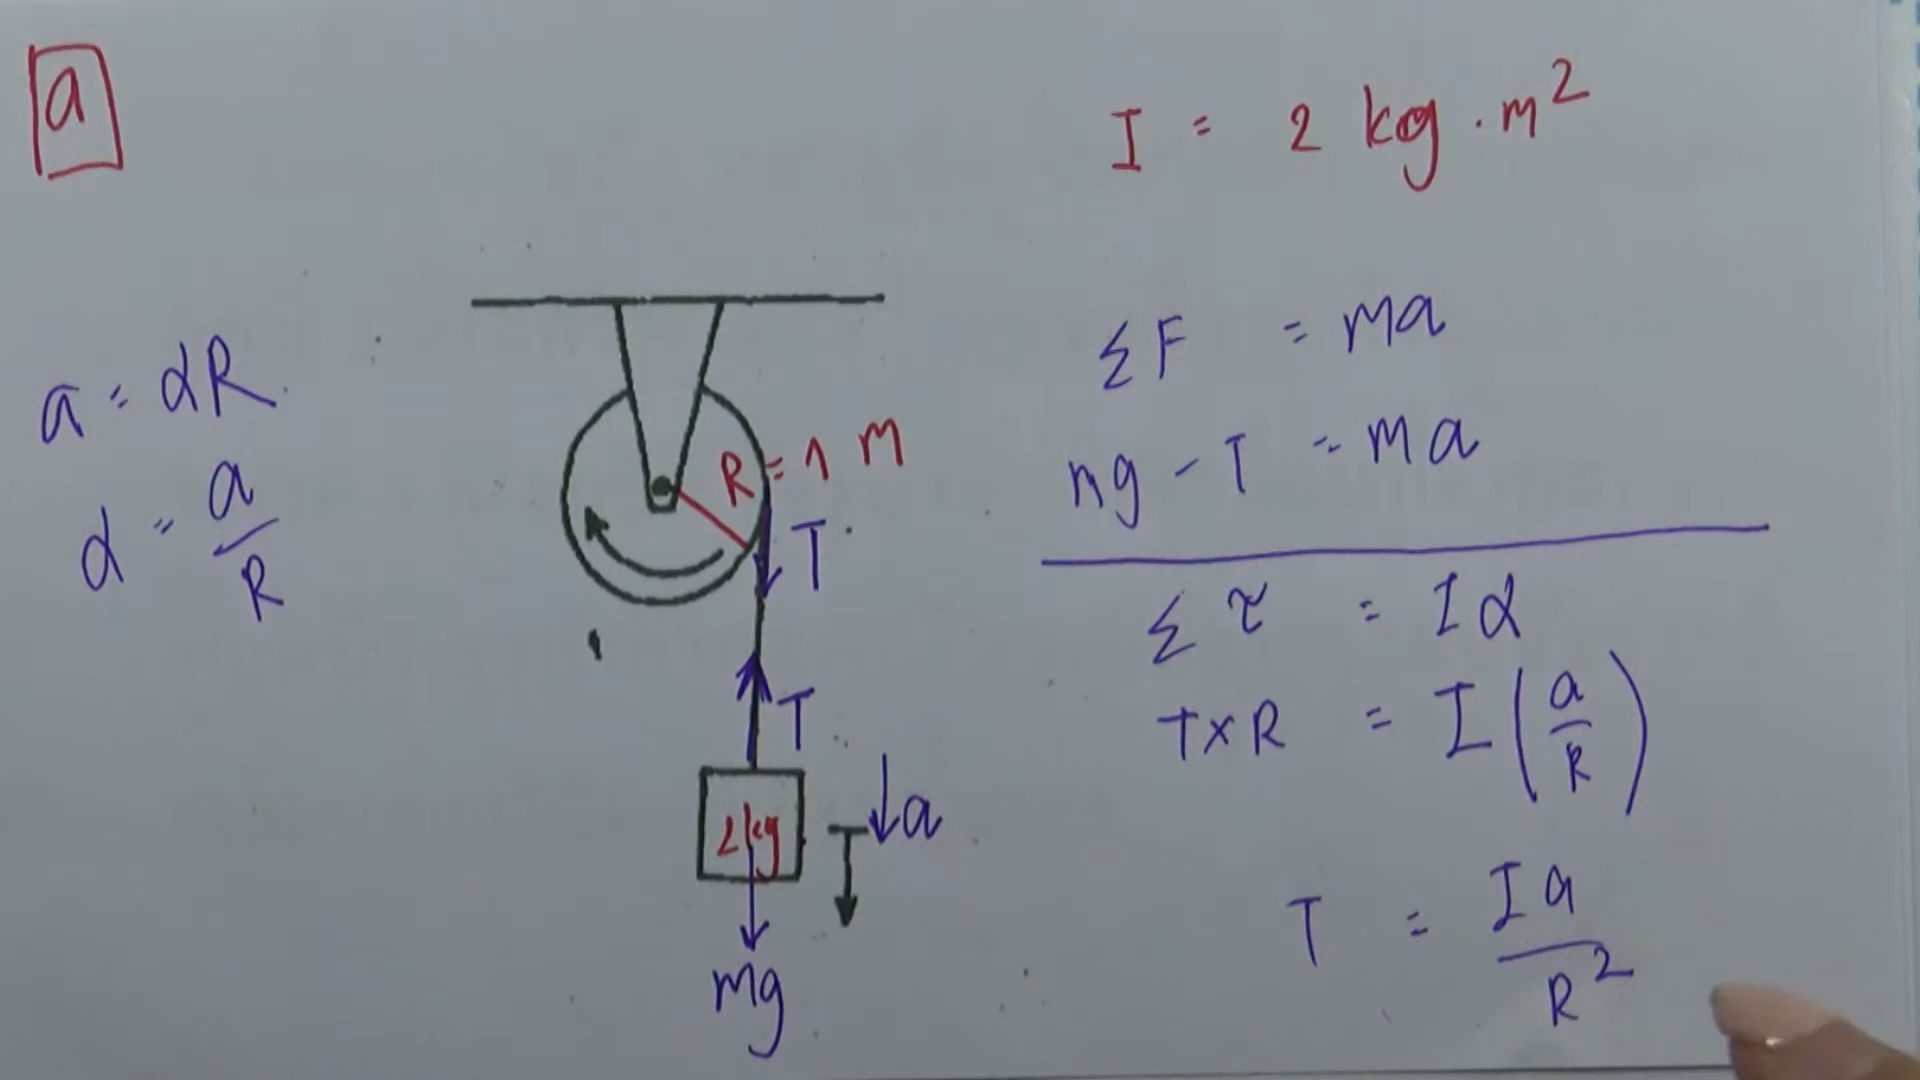 a
I = 2 kg . m²
a = αR
α = a/R
R = 1 m
T
T
2kg
↓a
mg
ΣF = ma
mg - T = ma
Στ = Iα
T×R = I(a/R)
T = Ia/R²